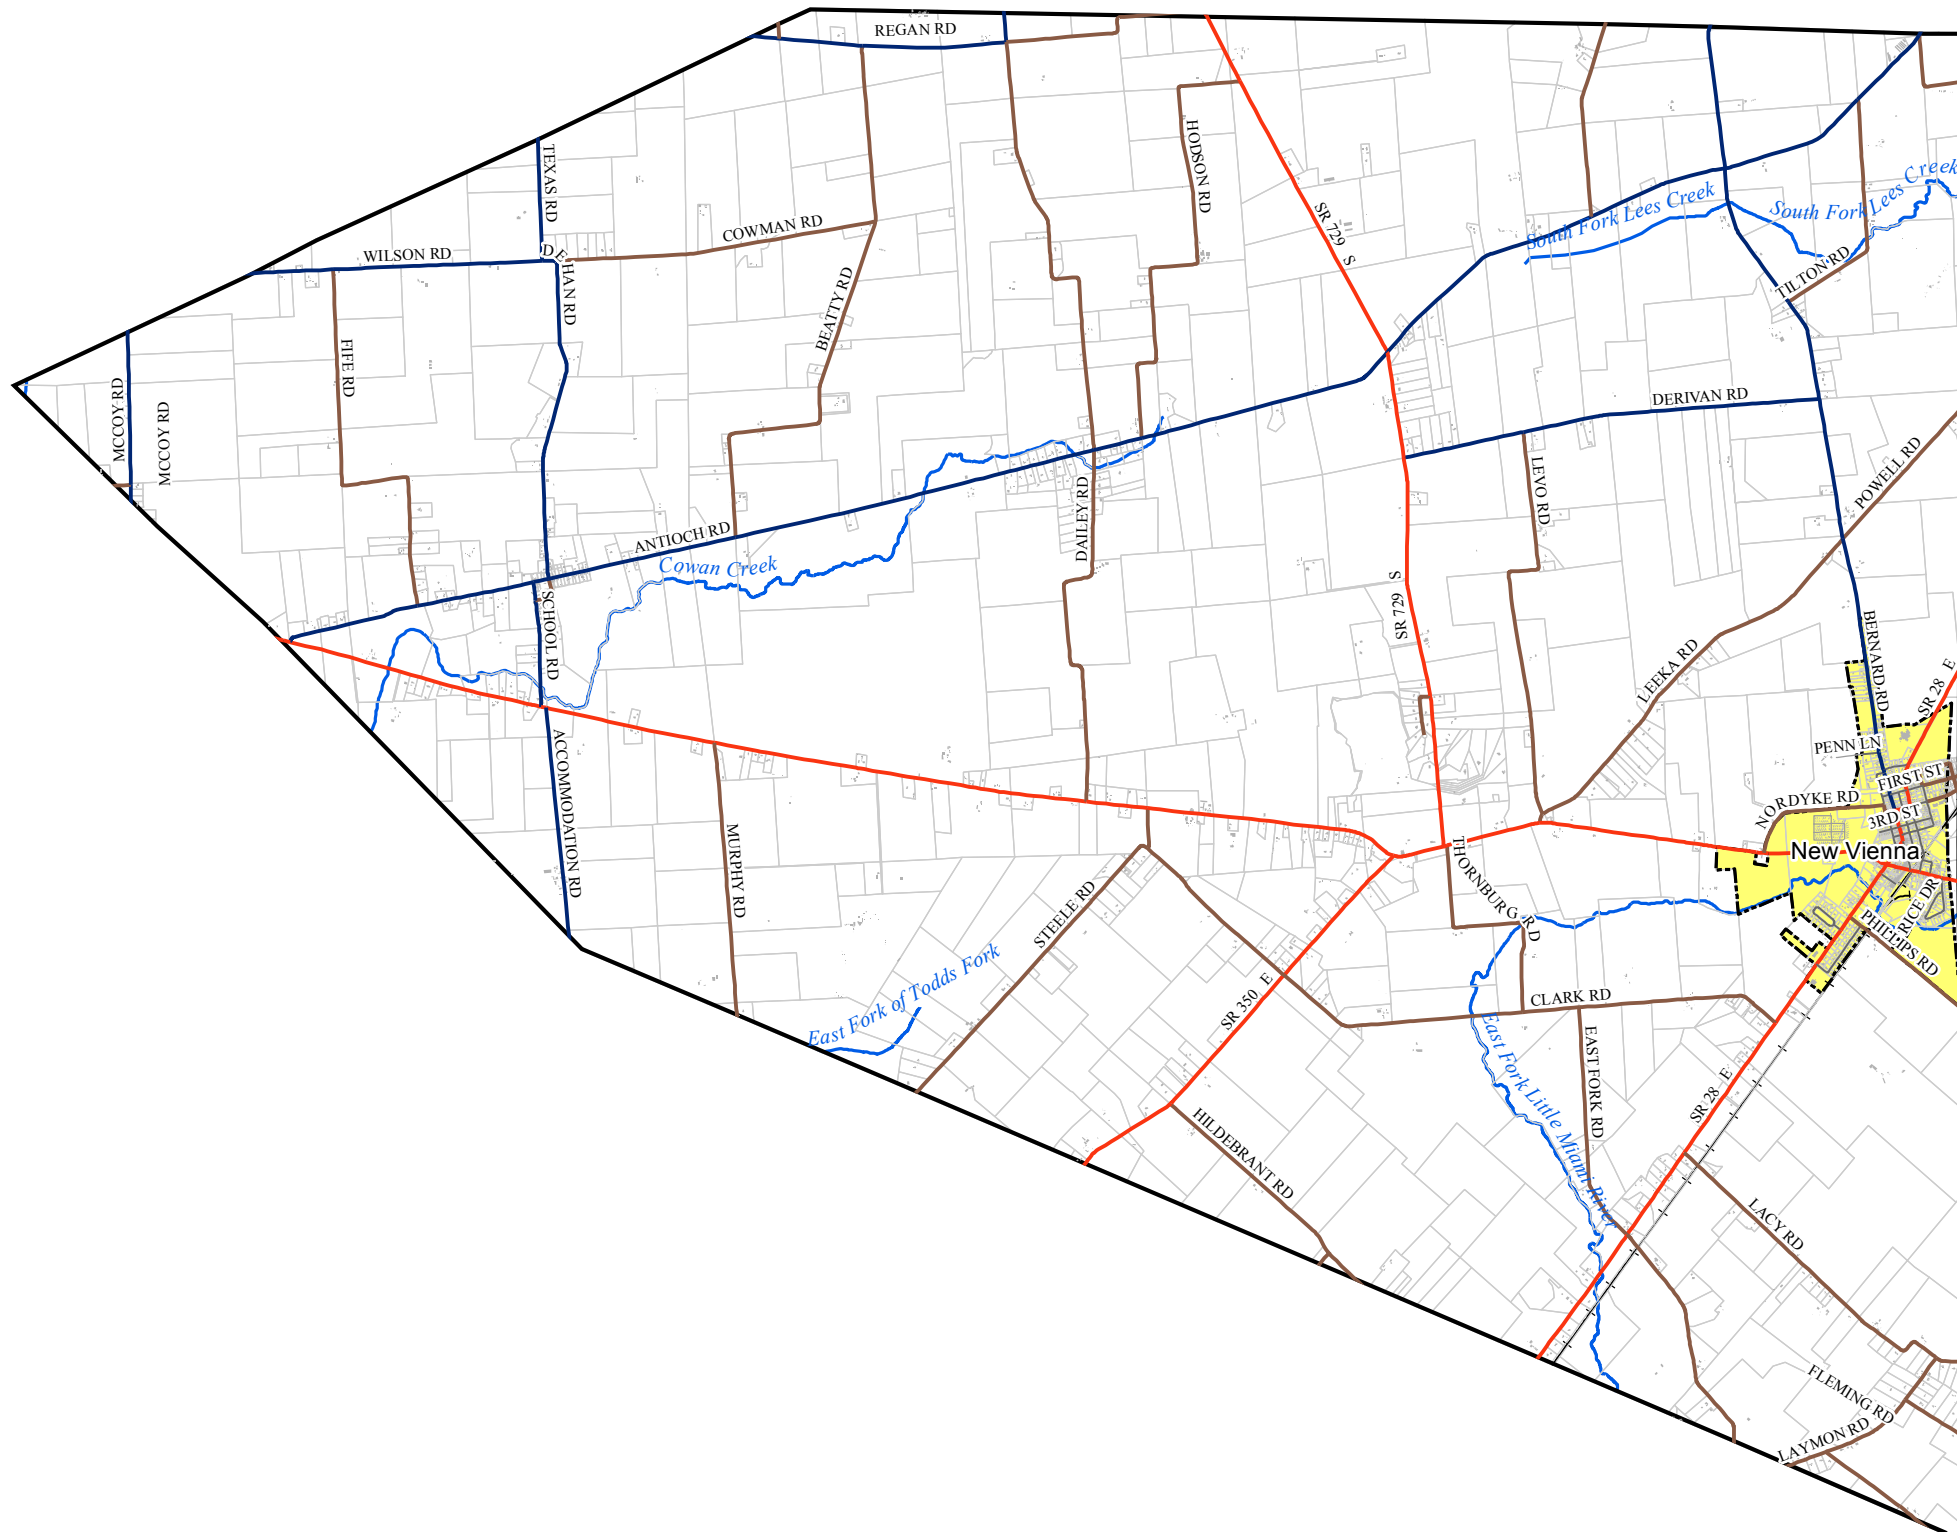 REGAN RD
TEXAS RD
HODSON RD
COWMAN RD
WILSON RD
DEHAN RD
SR 729 S
South Fork Lees Creek
South Fork Lees Creek
TILTON RD
BEATTY RD
FIFE RD
MCCOY RD
MCCOY RD
DERIVAN RD
LEVO RD
POWELL RD
DAILEY RD
ANTIOCH RD
Cowan Creek
SCHOOL RD
SR 729 S
BERNARD RD
LEEKA RD
SR 28 E
PENN LN
FIRST ST
NORDYKE RD
3RD ST
New Vienna
ACCOMMODATION RD
MURPHY RD
STEELE RD
THORNBURG RD
RICE DR
PHILLIPS RD
East Fork of Todds Fork
SR 350 E
CLARK RD
East Fork Little Miami River
EAST FORK RD
SR 28 E
HILDEBRANT RD
LACY RD
FLEMING RD
LAYMON RD